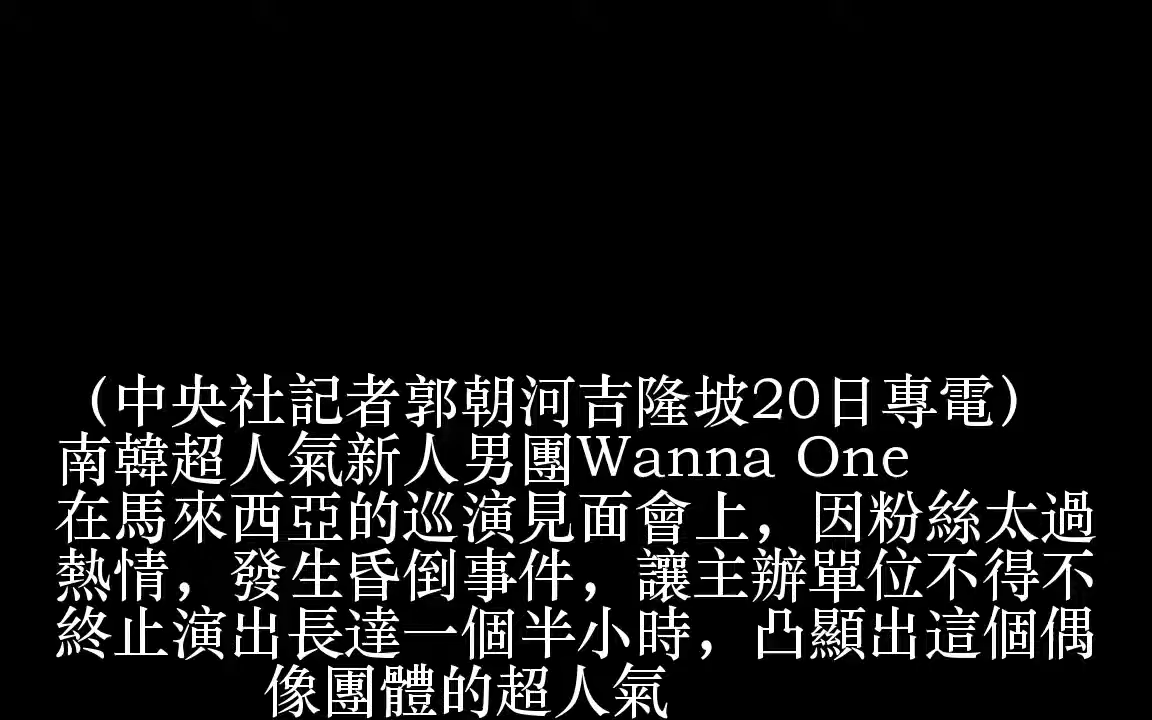 （中央社記者郭朝河吉隆坡20日專電）
南韓超人氣新人男團Wanna One
在馬來西亞的巡演見面會上，因粉絲太過
熱情，發生昏倒事件，讓主辦單位不得不
終止演出長達一個半小時，凸顯出這個偶
像團體的超人氣